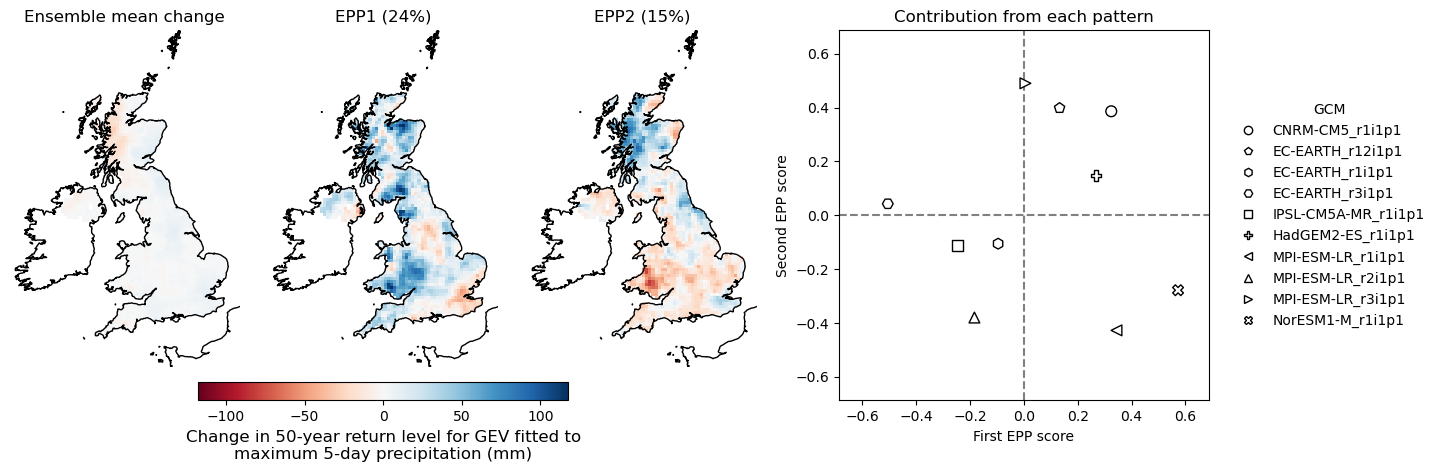 Ensemble mean change
EPP1 (24%)
EPP2 (15%)
−100
−50
0
50
100
Change in 50-year return level for GEV fitted to
maximum 5-day precipitation (mm)
Contribution from each pattern
Second EPP score
0.6
0.4
0.2
0.0
−0.2
−0.4
−0.6
−0.6
−0.4
−0.2
0.0
0.2
0.4
0.6
First EPP score
GCM
CNRM-CM5_r1i1p1
EC-EARTH_r12i1p1
EC-EARTH_r1i1p1
EC-EARTH_r3i1p1
IPSL-CM5A-MR_r1i1p1
HadGEM2-ES_r1i1p1
MPI-ESM-LR_r1i1p1
MPI-ESM-LR_r2i1p1
MPI-ESM-LR_r3i1p1
NorESM1-M_r1i1p1